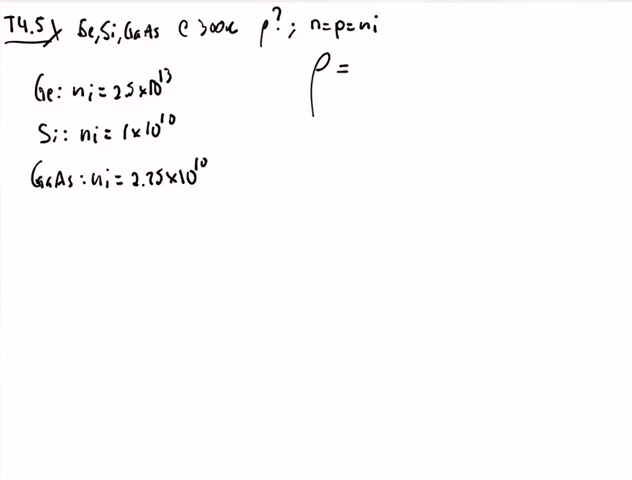 T4.5) Ge,Si,GaAs @ 300K ρ? ; n=p=ni
ρ =
Ge: ni = 2.5×10^13
Si: ni = 1×10^10
GaAs: ni = 2.25×10^10